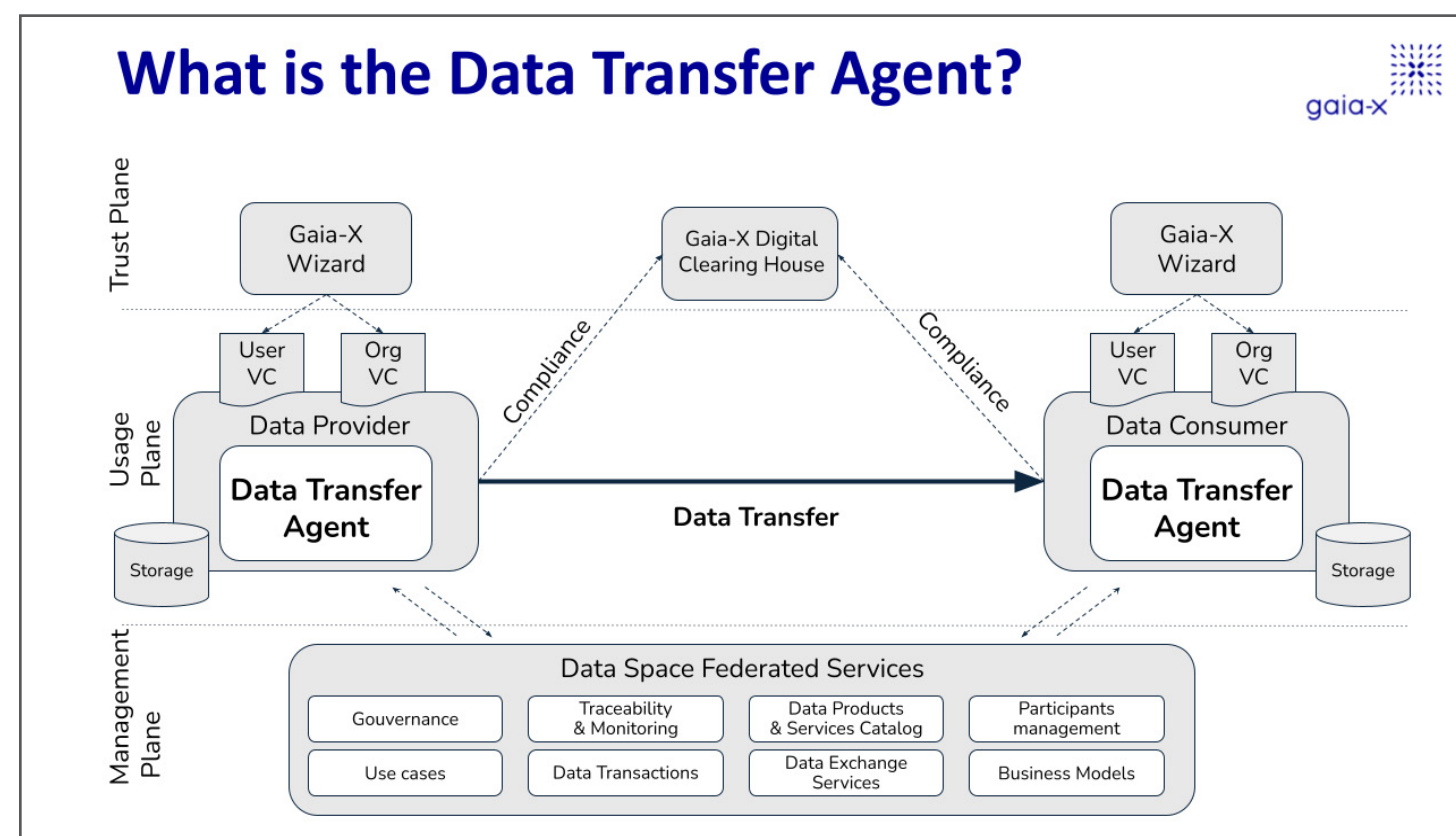 What is the Data Transfer Agent?
gaia-x
Trust Plane
Gaia-X
Wizard
Gaia-X Digital
Clearing House
Gaia-X
Wizard
Usage
Plane
User
VC
Org
VC
Compliance
Compliance
User
VC
Org
VC
Data Provider
Data Transfer
Agent
Storage
Data Transfer
Data Consumer
Data Transfer
Agent
Storage
Management
Plane
Data Space Federated Services
Gouvernance
Traceability
& Monitoring
Data Products
& Services Catalog
Participants
management
Use cases
Data Transactions
Data Exchange
Services
Business Models